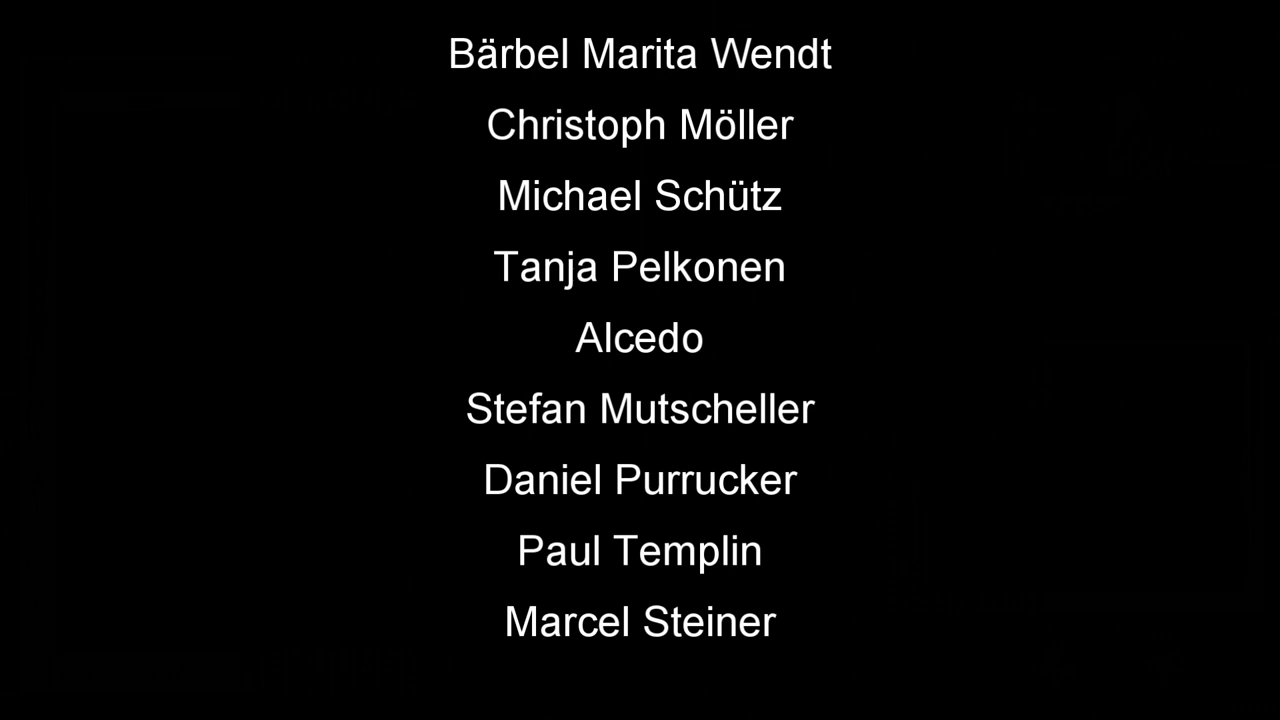 Bärbel Marita Wendt
Christoph Möller
Michael Schütz
Tanja Pelkonen
Alcedo
Stefan Mutscheller
Daniel Purrucker
Paul Templin
Marcel Steiner